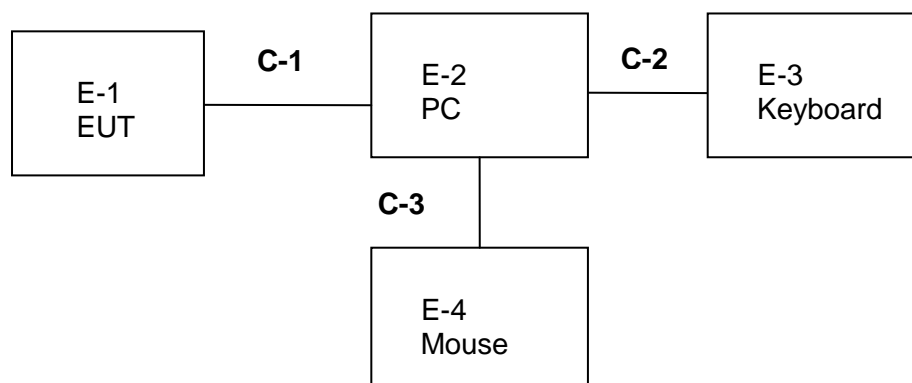 E-1
EUT
C-1
E-2
PC
C-2
E-3
Keyboard
C-3
E-4
Mouse